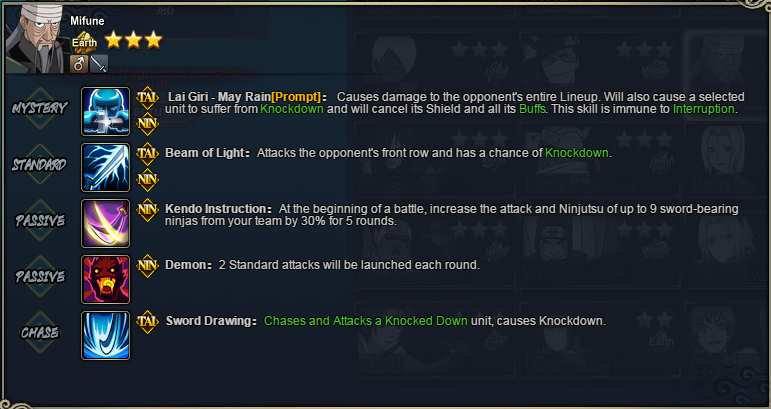 /80
Mifune
Earth
MYSTERY
TAI
NIN
Lai Giri - May Rain[Prompt]: Causes damage to the opponent's entire Lineup. Will also cause a selected
unit to suffer from Knockdown and will cancel its Shield and all its Buffs. This skill is immune to Interruption.
STANDARD
TAI
NIN
Beam of Light: Attacks the opponent's front row and has a chance of Knockdown.
PASSIVE
NIN
Kendo Instruction: At the beginning of a battle, increase the attack and Ninjutsu of up to 9 sword-bearing
ninjas from your team by 30% for 5 rounds.
PASSIVE
NIN
Demon: 2 Standard attacks will be launched each round.
CHASE
TAI
Sword Drawing: Chases and Attacks a Knocked Down unit, causes Knockdown.
Earth